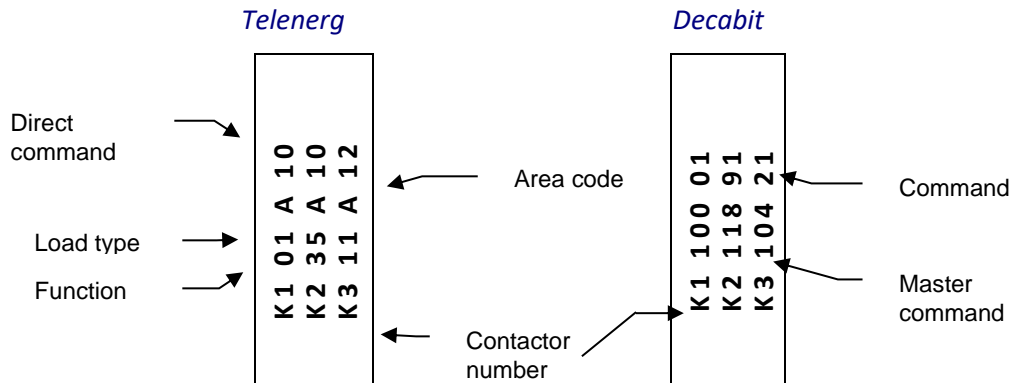 Telenerg
Decabit
Direct
command
Load type
Function
K1 01 A 10
K2 35 A 10
K3 11 A 12
Area code
Contactor
number
K1 100 01
K2 118 91
K3 104 21
Command
Master
command